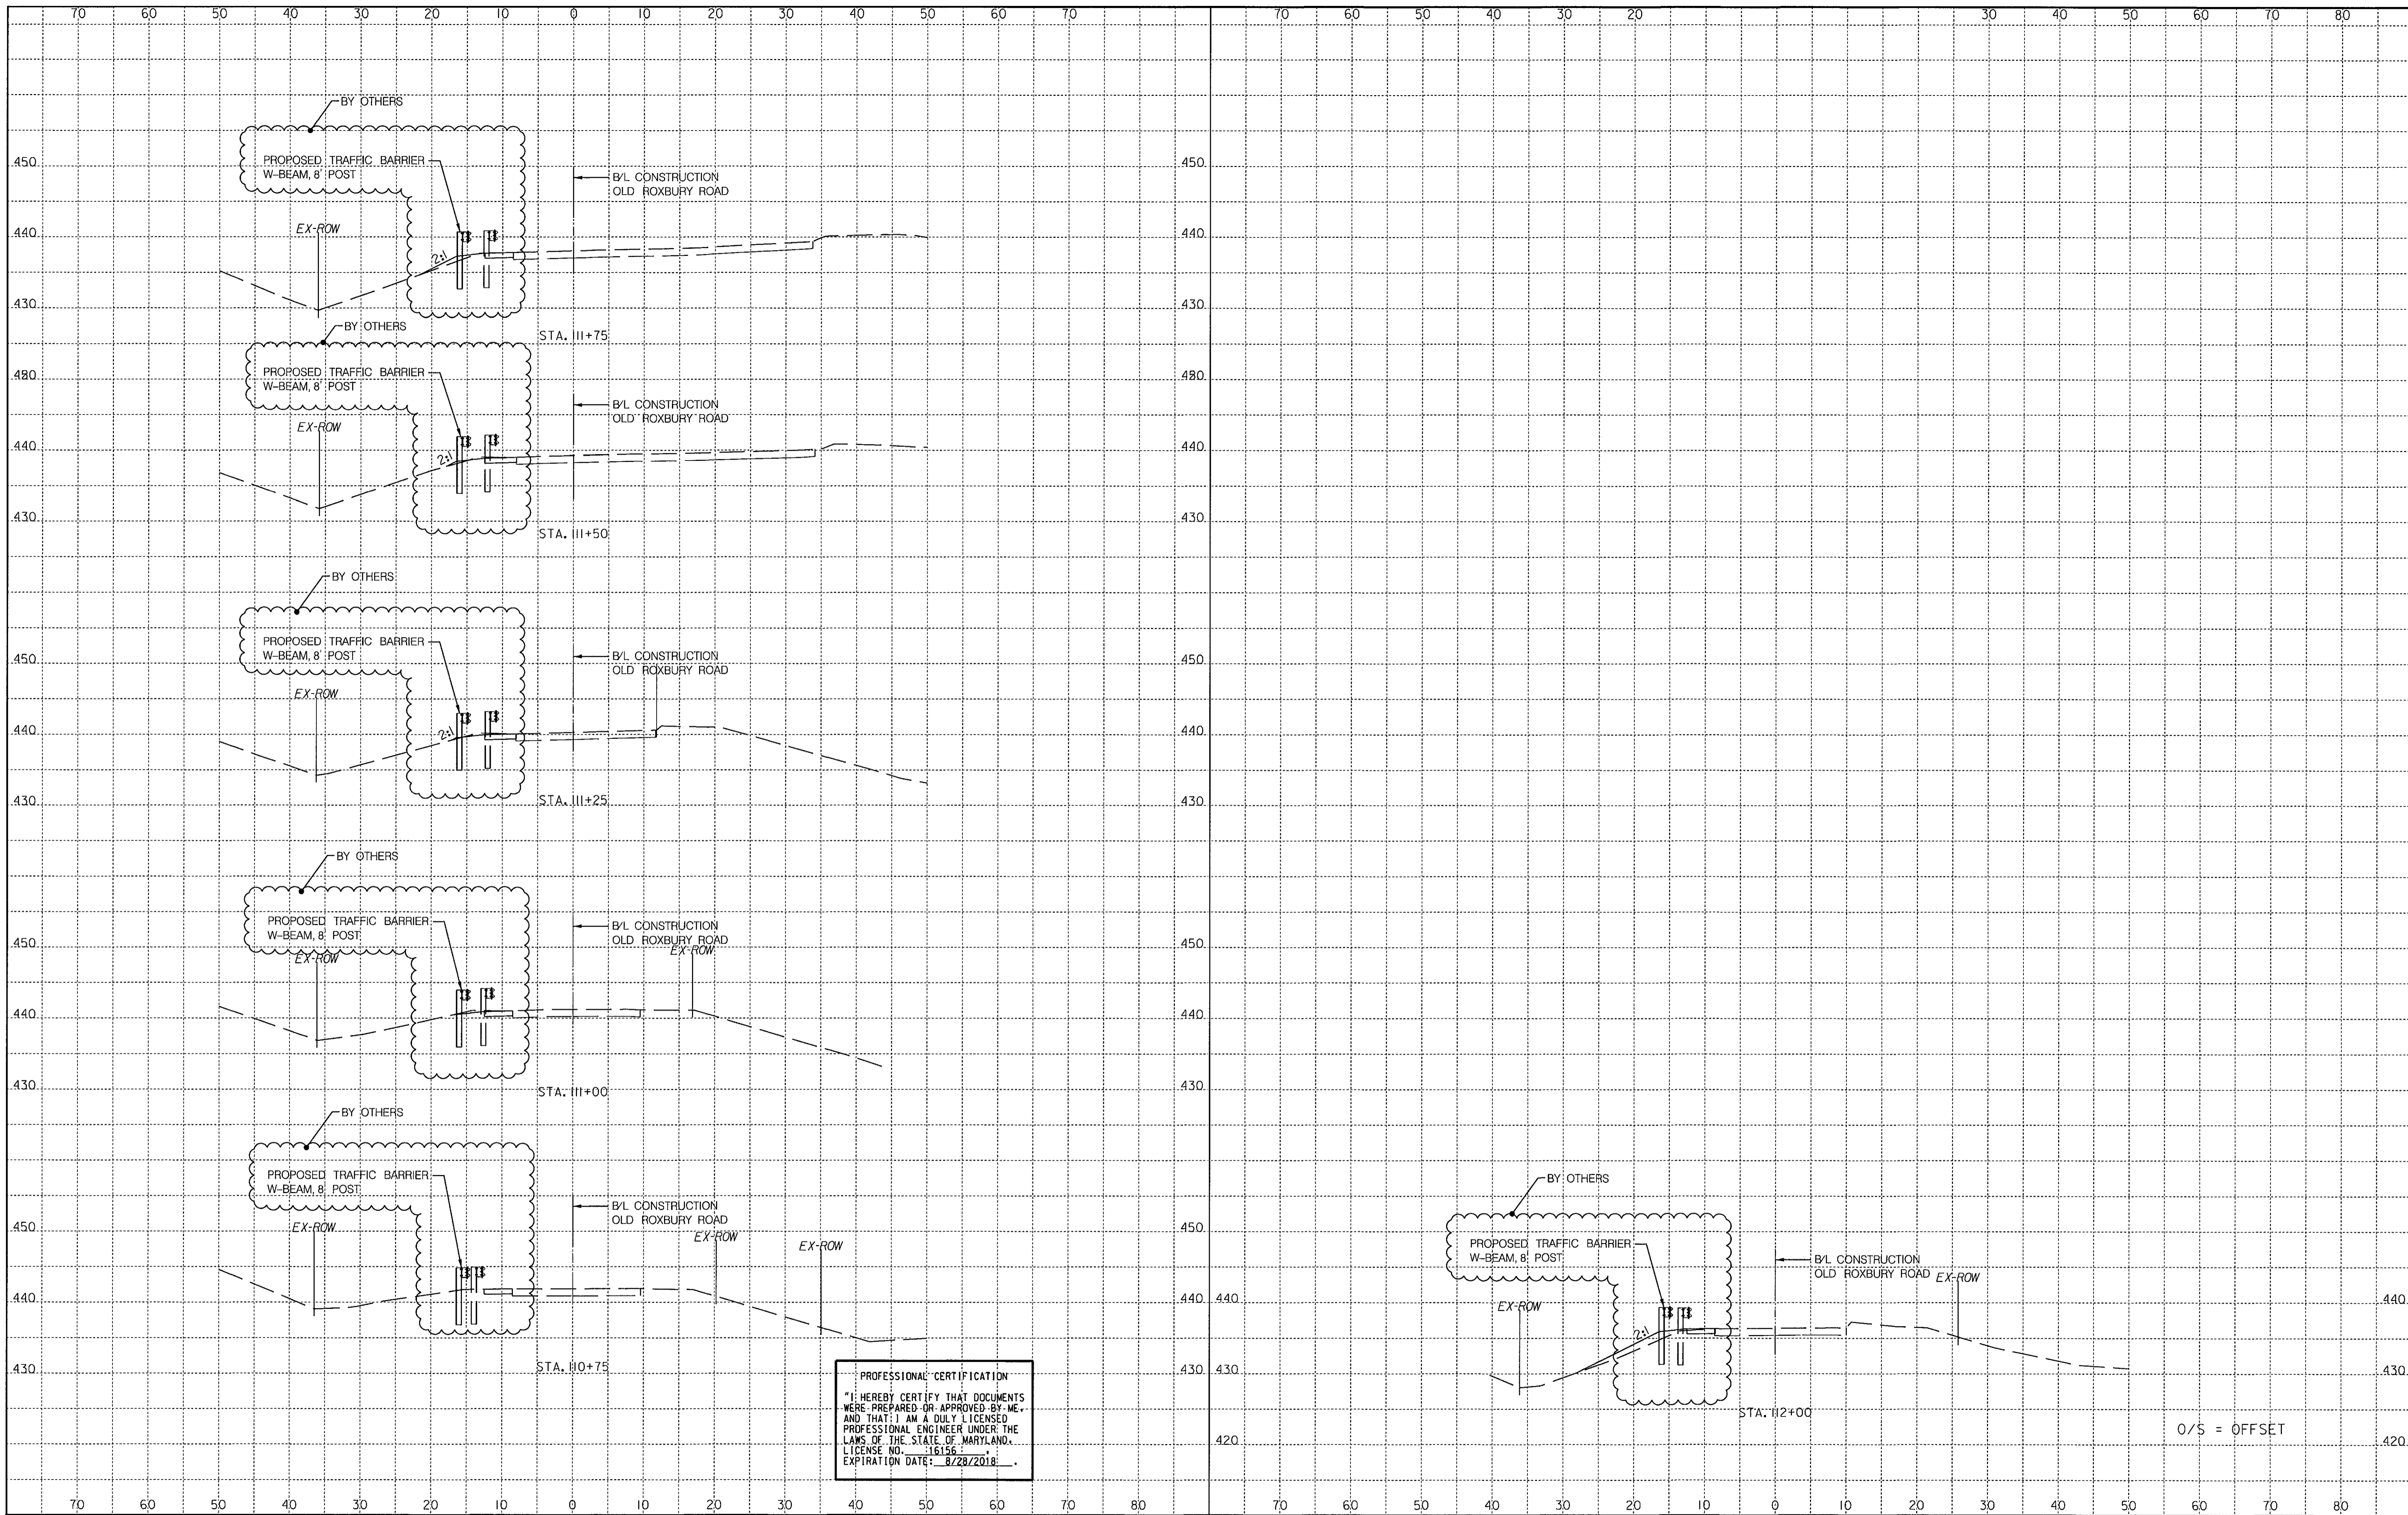 70 60 50 40 30 20 10 0 10 20 30 40 50 60 70 70 60 50 40 30 20 30 40 50 60 70 80
BY OTHERS
450 450
PROPOSED TRAFFIC BARRIER
W-BEAM, 8' POST
B/L CONSTRUCTION
OLD ROXBURY ROAD
EX-ROW
440 440
2:1
430 430
STA. 111+75
BY OTHERS
PROPOSED TRAFFIC BARRIER
W-BEAM, 8' POST
B/L CONSTRUCTION
OLD ROXBURY ROAD
EX-ROW
440 440
2:1
430 430
STA. 111+50
BY OTHERS
PROPOSED TRAFFIC BARRIER
W-BEAM, 8' POST
450 450
B/L CONSTRUCTION
OLD ROXBURY ROAD
EX-ROW
440 440
2:1
430 430
STA. 111+25
BY OTHERS
PROPOSED TRAFFIC BARRIER
W-BEAM, 8' POST
B/L CONSTRUCTION
OLD ROXBURY ROAD
450 450
EX-ROW
EX-ROW
440 440
430 430
STA. 111+00
BY OTHERS
PROPOSED TRAFFIC BARRIER
W-BEAM, 8' POST
B/L CONSTRUCTION
OLD ROXBURY ROAD
450 450
EX-ROW
EX-ROW
EX-ROW
440 440
430 430
STA. 110+75
BY OTHERS
PROPOSED TRAFFIC BARRIER
W-BEAM, 8' POST
B/L CONSTRUCTION
OLD ROXBURY ROAD
EX-ROW
EX-ROW
440 440
2:1
430 430
STA. 112+00
O/S = OFFSET
420 420
PROFESSIONAL CERTIFICATION
"I HEREBY CERTIFY THAT DOCUMENTS
WERE PREPARED OR APPROVED BY ME,
AND THAT I AM A DULY LICENSED
PROFESSIONAL ENGINEER UNDER THE
LAWS OF THE STATE OF MARYLAND,
LICENSE NO. 16156 ,
EXPIRATION DATE: 8/28/2018 .
70 60 50 40 30 20 10 0 10 20 30 40 50 60 70 80 70 60 50 40 30 20 10 0 10 20 30 40 50 60 70 80